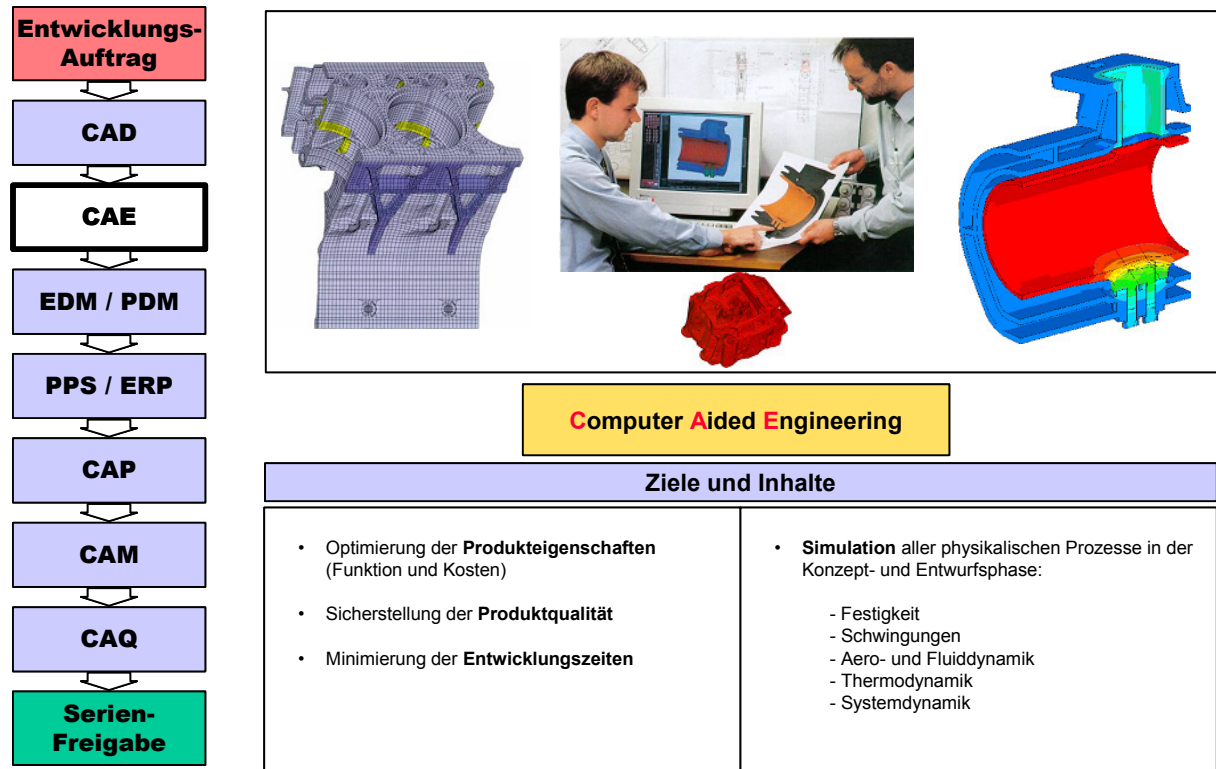 Entwicklungs-
Auftrag
CAD
CAE
EDM / PDM
PPS / ERP
CAP
CAM
CAQ
Serien-
Freigabe
Computer Aided Engineering
Ziele und Inhalte
• Optimierung der Produkteigenschaften
(Funktion und Kosten)
• Sicherstellung der Produktqualität
• Minimierung der Entwicklungszeiten
• Simulation aller physikalischen Prozesse in der
Konzept- und Entwurfsphase:
- Festigkeit
- Schwingungen
- Aero- und Fluiddynamik
- Thermodynamik
- Systemdynamik